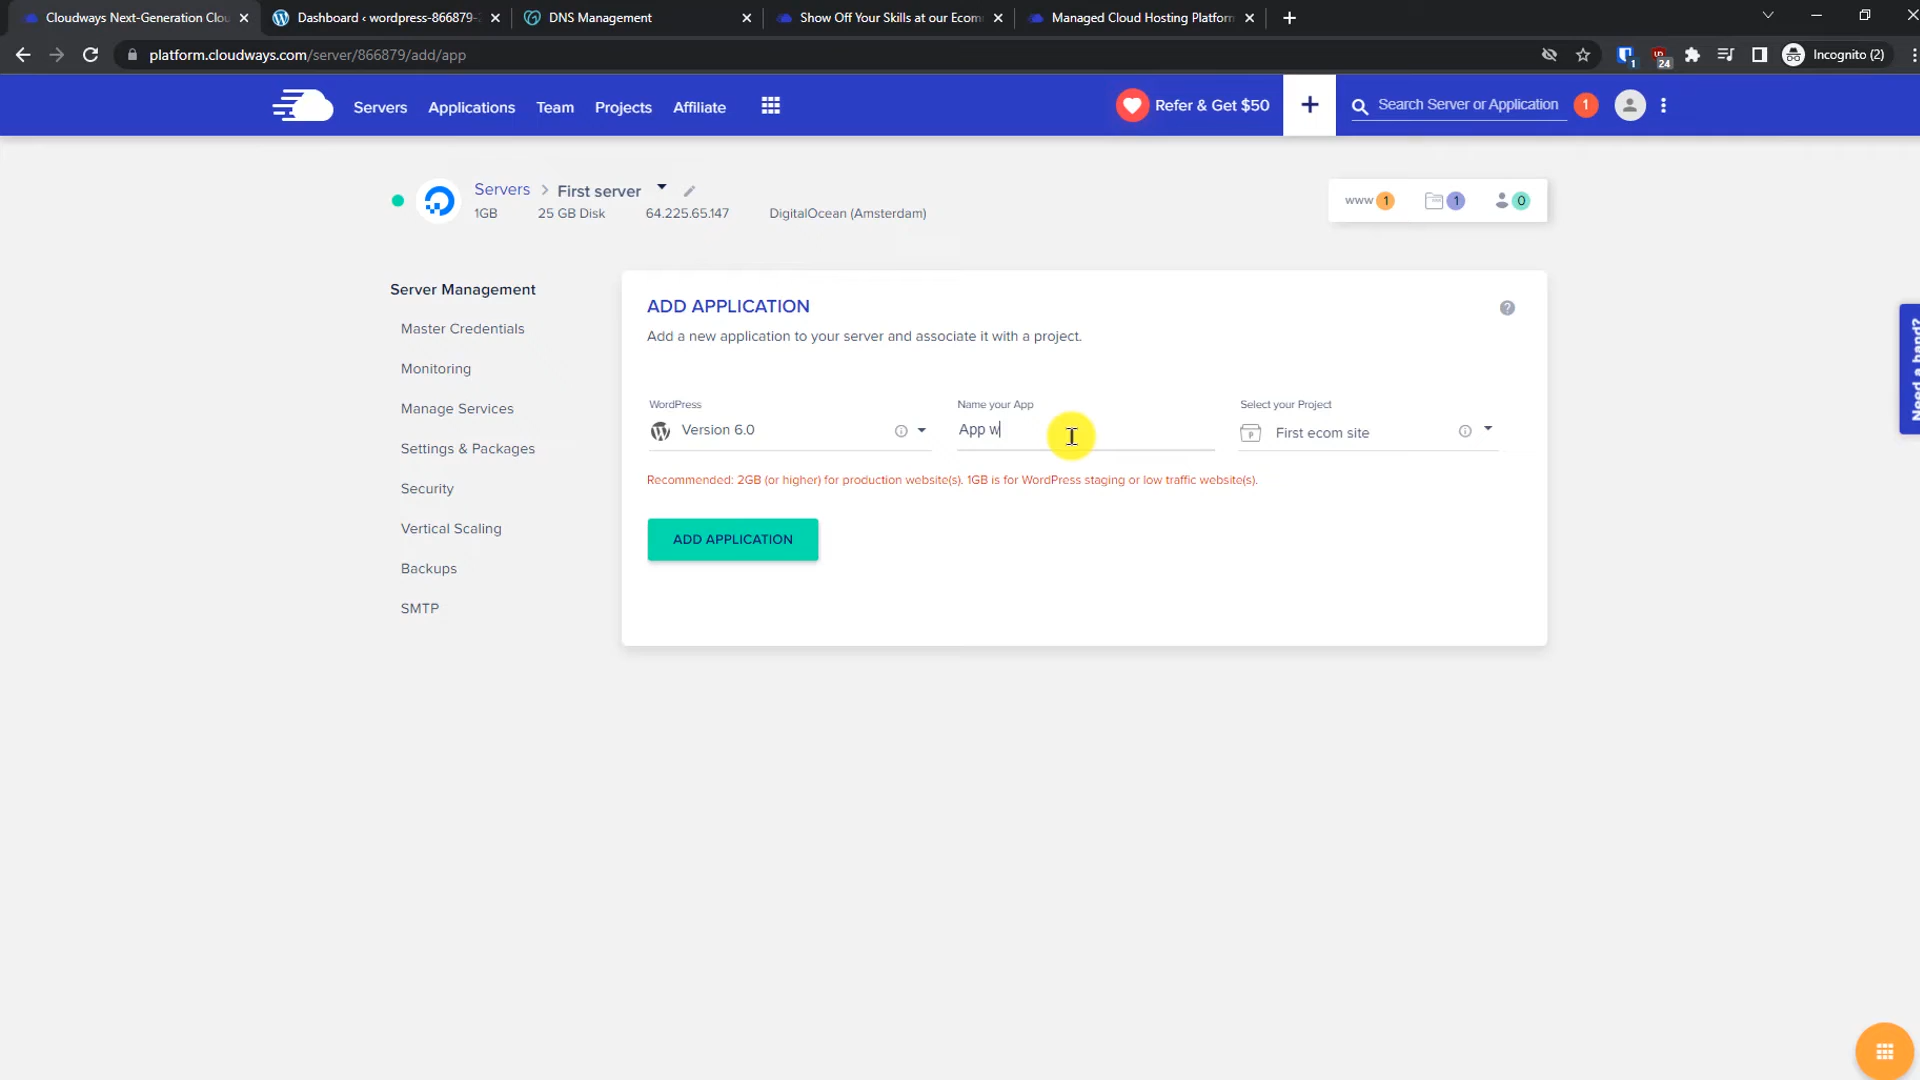 Cloudways Next-Generation Clou
Dashboard ‹ wordpress-866879-
DNS Management
Show Off Your Skills at our Ecom
Managed Cloud Hosting Platform
platform.cloudways.com/server/866879/add/app
1
24
Incognito (2)
Servers
Applications
Team
Projects
Affiliate
Refer & Get $50
Search Server or Application
1
Servers
First server
1GB
25 GB Disk
64.225.65.147
DigitalOcean (Amsterdam)
www 1
1
0
Server Management
Master Credentials
Monitoring
Manage Services
Settings & Packages
Security
Vertical Scaling
Backups
SMTP
ADD APPLICATION
Add a new application to your server and associate it with a project.
WordPress
Version 6.0
Name your App
App w
Select your Project
First ecom site
Recommended: 2GB (or higher) for production website(s). 1GB is for WordPress staging or low traffic website(s).
ADD APPLICATION
Need a hand?